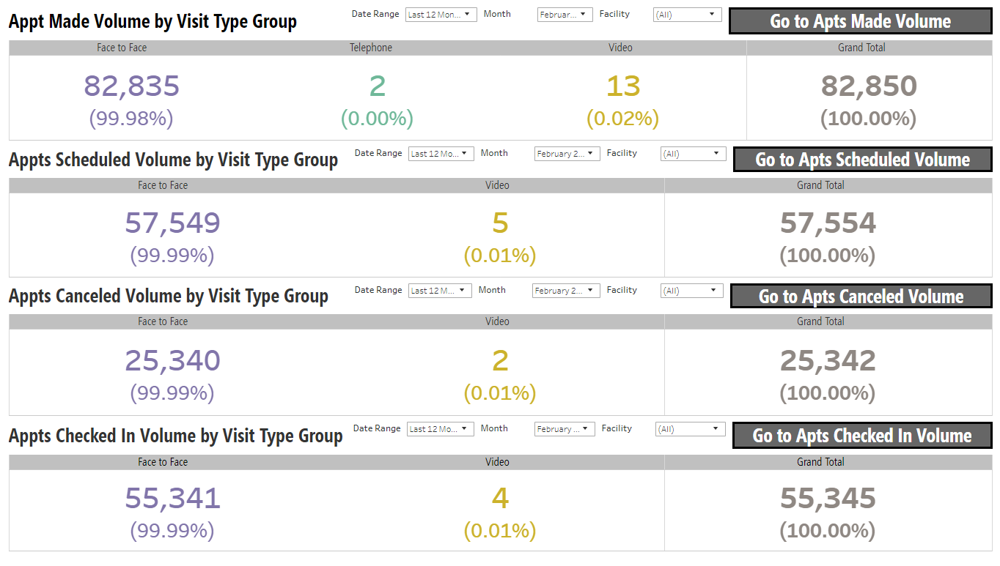 Appt Made Volume by Visit Type Group Date Range Last 12 Mon... Month Februar... Facility (All) Go to Apts Made Volume
Face to Face Telephone Video Grand Total
82,835 2 13 82,850
(99.98%) (0.00%) (0.02%) (100.00%)
Appts Scheduled Volume by Visit Type Group Date Range Last 12 Mo... Month February 2... Facility (All) Go to Apts Scheduled Volume
Face to Face Video Grand Total
57,549 5 57,554
(99.99%) (0.01%) (100.00%)
Appts Canceled Volume by Visit Type Group Date Range Last 12 M... Month February 2... Facility (All) Go to Apts Canceled Volume
Face to Face Video Grand Total
25,340 2 25,342
(99.99%) (0.01%) (100.00%)
Appts Checked In Volume by Visit Type Group Date Range Last 12 Mo... Month February ... Facility (All) Go to Apts Checked In Volume
Face to Face Video Grand Total
55,341 4 55,345
(99.99%) (0.01%) (100.00%)